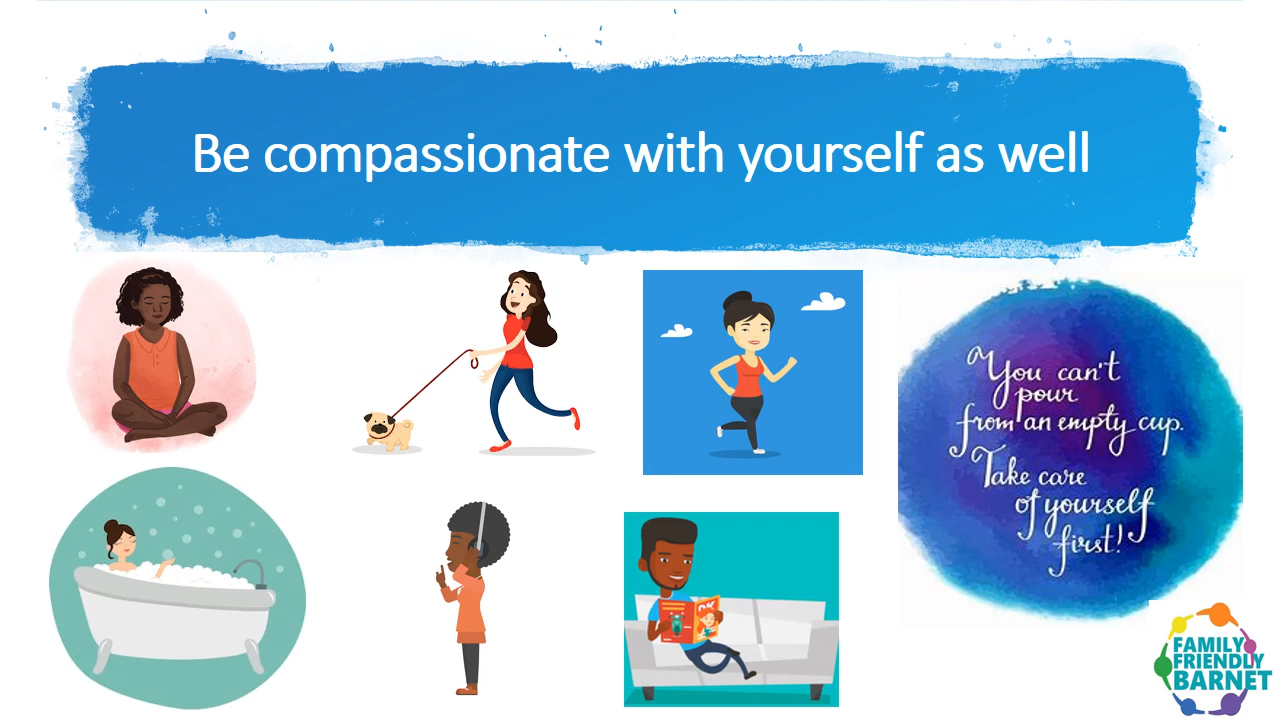 Be compassionate with yourself as well
You can't
pour
from an empty cup.
Take care
of yourself
first!
FAMILY
FRIENDLY
BARNET